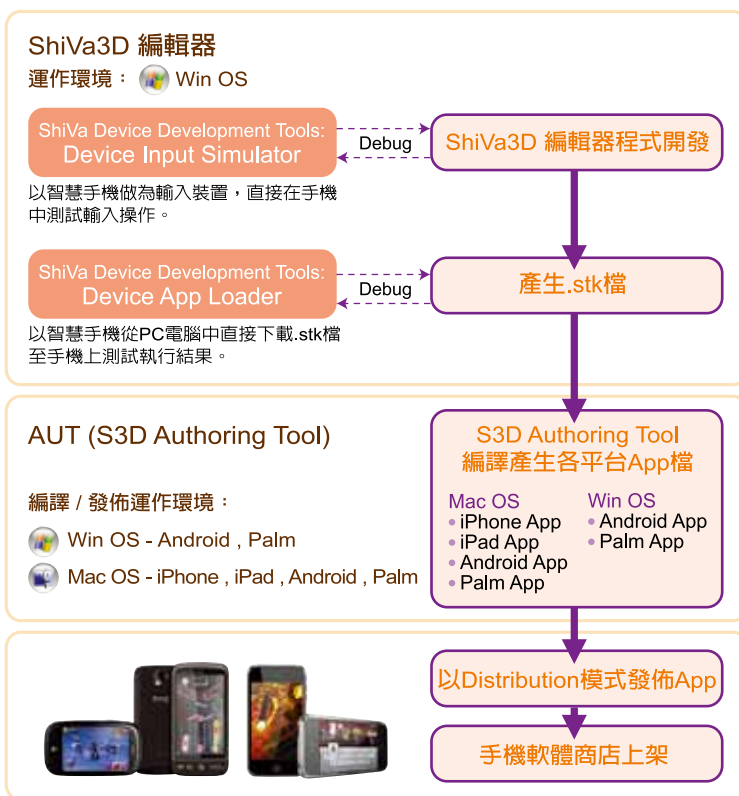 ShiVa3D 編輯器
運作環境： Win OS
ShiVa Device Development Tools:
Device Input Simulator
Debug
ShiVa3D 編輯器程式開發
以智慧手機做為輸入裝置，直接在手機
中測試輸入操作。
ShiVa Device Development Tools:
Device App Loader
Debug
產生.stk檔
以智慧手機從PC電腦中直接下載.stk檔
至手機上測試執行結果。
AUT (S3D Authoring Tool)
編譯 / 發佈運作環境：
Win OS - Android , Palm
Mac OS - iPhone , iPad , Android , Palm
S3D Authoring Tool
編譯產生各平台App檔
Mac OS
• iPhone App
• iPad App
• Android App
• Palm App
Win OS
• Android App
• Palm App
以Distribution模式發佈App
手機軟體商店上架